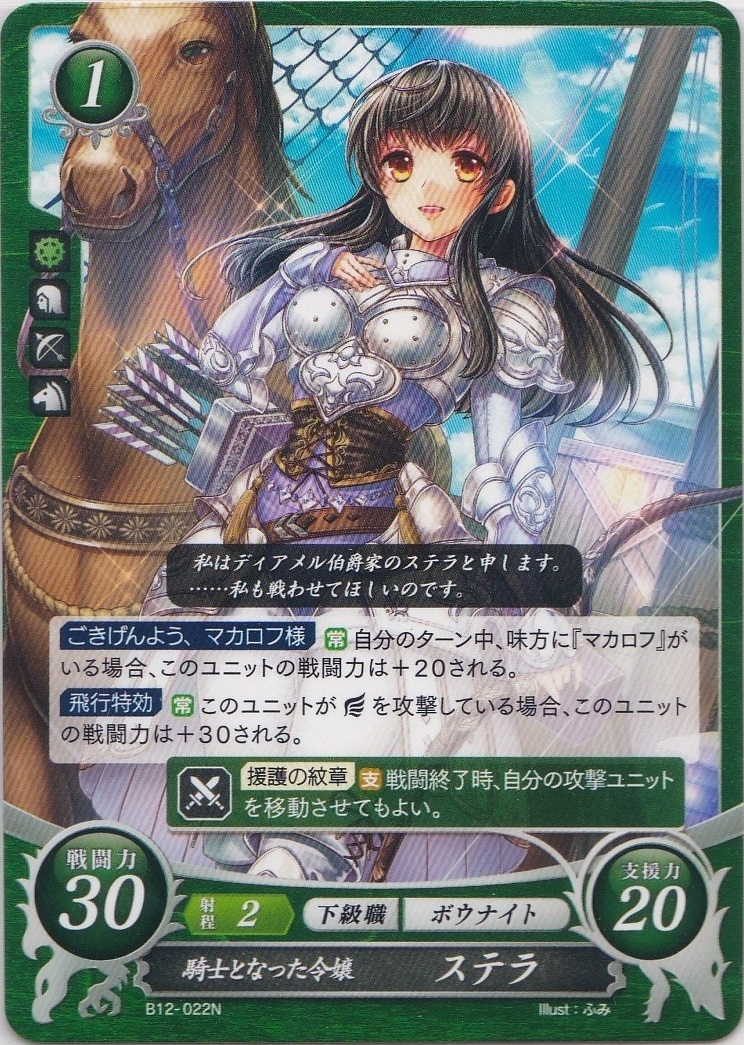 1
私はディアメル伯爵家のステラと申します。
……私も戦わせてほしいのです。
ごきげんよう、マカロフ様 常 自分のターン中、味方に『マカロフ』が
いる場合、このユニットの戦闘力は＋20される。
飛行特効 常 このユニットが を攻撃している場合、このユニット
の戦闘力は＋30される。
援護の紋章 支 戦闘終了時、自分の攻撃ユニット
を移動させてもよい。
戦闘力
30
射程 2
下級職
ボウナイト
支援力
20
騎士となった令嬢 ステラ
B12-022N
Illust：ふみ